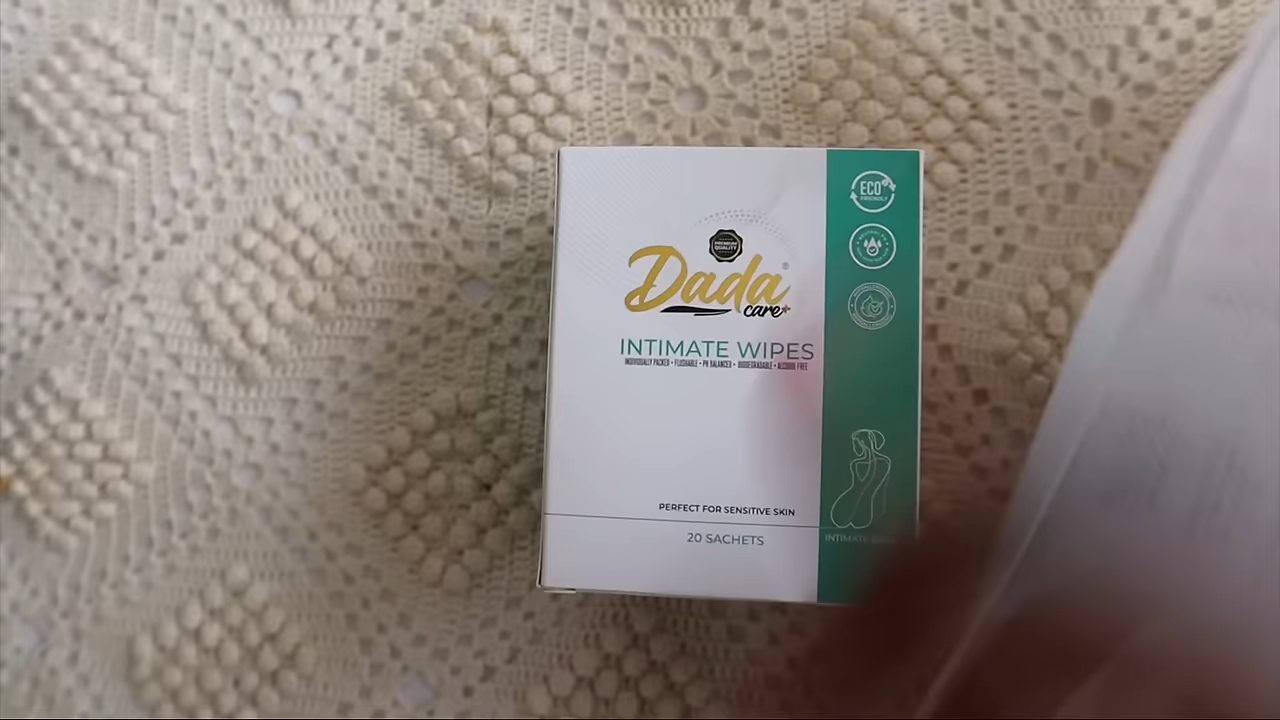 PREMIUM
QUALITY
Dada®
care
INTIMATE WIPES
INDIVIDUALLY PACKED • FLUSHABLE • PH BALANCED • BIODEGRADABLE • ALCOHOL FREE
PERFECT FOR SENSITIVE SKIN
20 SACHETS
ECO
FRIENDLY
INTIMATE